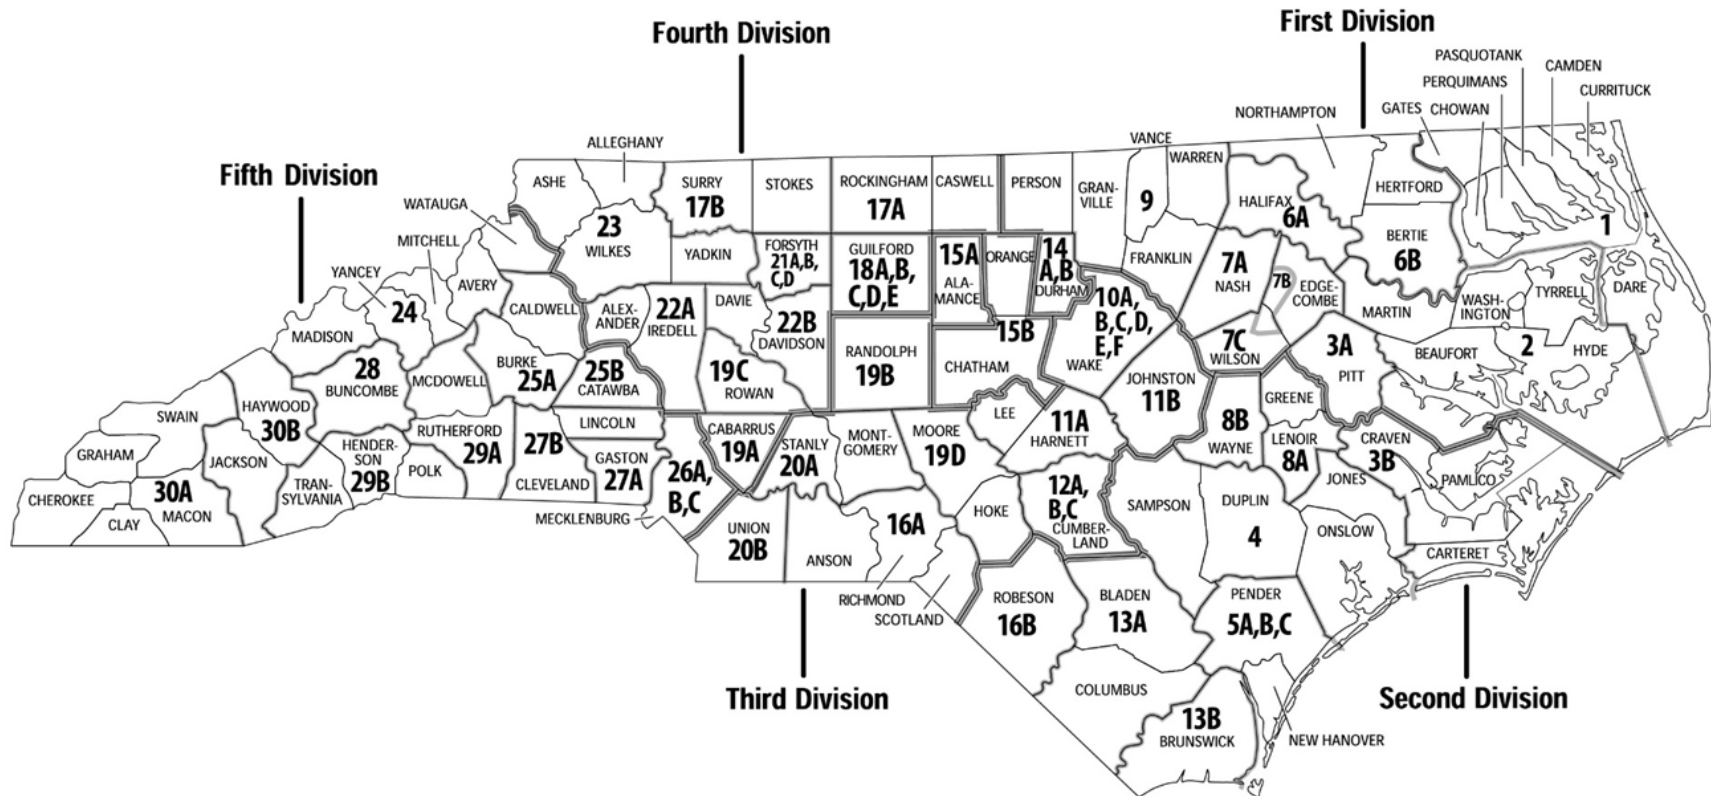 First Division
Fourth Division
PASQUOTANK
CAMDEN
PERQUIMANS
CURRITUCK
NORTHAMPTON
GATES
CHOWAN
VANCE
ALLEGHANY
Fifth Division
WARREN
ASHE
SURRY
17B
STOKES
ROCKINGHAM
17A
CASWELL
PERSON
GRAN-
VILLE
9
HALIFAX
6A
HERTFORD
WATAUGA
23
WILKES
1
MITCHELL
YADKIN
FORSYTH
21A,B,
C,D
GUILFORD
18A,B,
C,D,E
15A
ALA-
MANCE
ORANGE
14
A,B
DURHAM
FRANKLIN
7A
NASH
7B
EDGE-
COMBE
BERTIE
6B
YANCEY
24
AVERY
CALDWELL
ALEX-
ANDER
22A
IREDELL
DAVIE
22B
DAVIDSON
10A,
B,C,D,
E,F
WAKE
MARTIN
WASH-
INGTON
TYRRELL
DARE
MADISON
28
BUNCOMBE
MCDOWELL
BURKE
25A
25B
CATAWBA
19C
ROWAN
RANDOLPH
19B
15B
CHATHAM
7C
WILSON
3A
PITT
BEAUFORT
2
HYDE
JOHNSTON
11B
SWAIN
HAYWOOD
30B
RUTHERFORD
29A
27B
CLEVELAND
LINCOLN
GASTON
27A
CABARRUS
19A
STANLY
20A
MONT-
GOMERY
MOORE
19D
LEE
11A
HARNETT
8B
WAYNE
GREENE
LENOIR
8A
CRAVEN
3B
PAMLICO
JONES
GRAHAM
JACKSON
HENDER-
SON
29B
POLK
TRAN-
SYLVANIA
26A,
B,C
MECKLENBURG
CHEROKEE
30A
MACON
CLAY
UNION
20B
ANSON
16A
RICHMOND
SCOTLAND
HOKE
12A,
B,C
CUMBER-
LAND
SAMPSON
DUPLIN
4
ONSLOW
CARTERET
ROBESON
16B
BLADEN
13A
PENDER
5A,B,C
COLUMBUS
13B
BRUNSWICK
NEW HANOVER
Third Division
Second Division